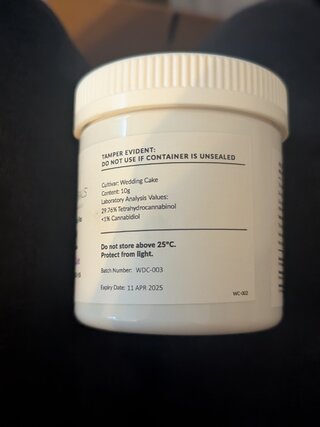 TAMPER EVIDENT:
DO NOT USE IF CONTAINER IS UNSEALED
Cultivar: Wedding Cake
Content: 10g
Laboratory Analysis Values:
29.76% Tetrahydrocannabinol
<1% Cannabidiol
Do not store above 25°C.
Protect from light.
Batch Number: WDC-003
Expiry Date: 11 APR 2025
WC-002